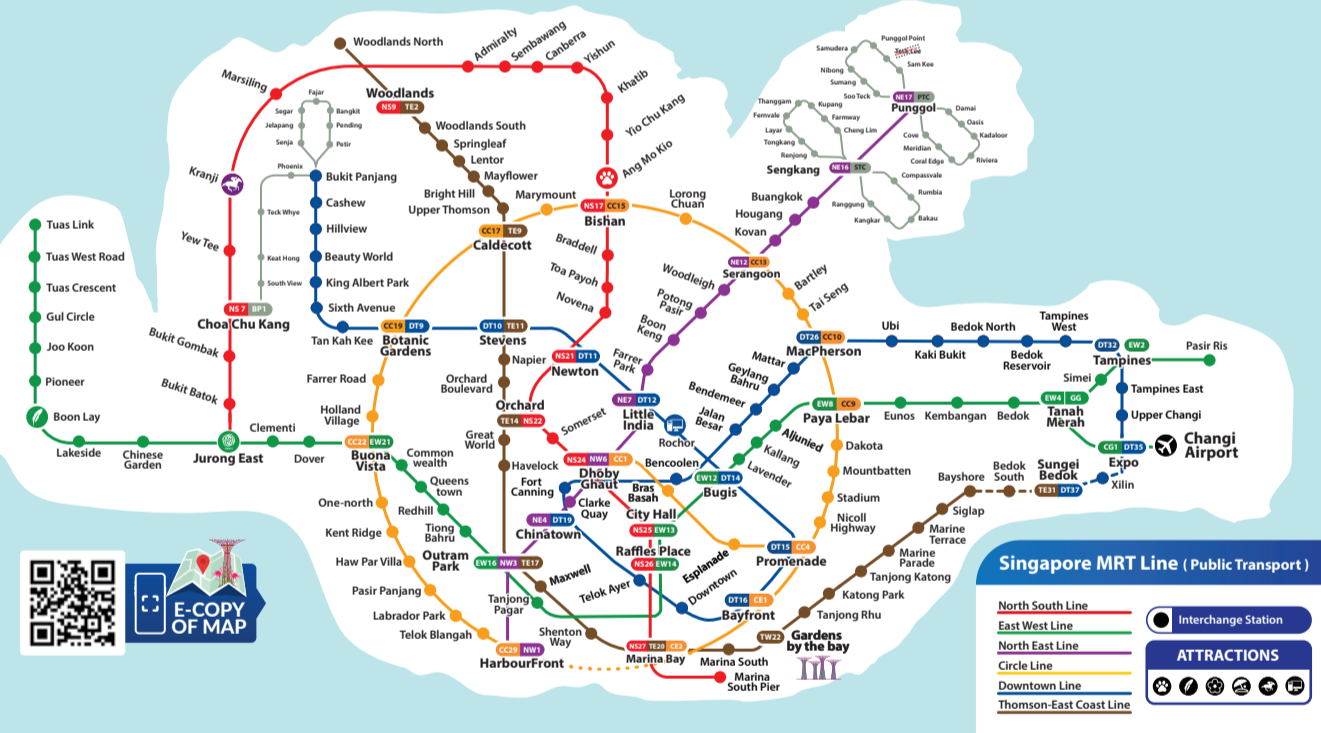 Woodlands North
Admiralty
Sembawang
Canberra
Yishun
Khatib
Yio Chu Kang
Ang Mo Kio
Marsiling
Woodlands
NS9 TE2
Woodlands South
Springleaf
Lentor
Mayflower
Bright Hill
Upper Thomson
Marymount
NS17 CC15
Bishan
Lorong
Chuan
CC17 TE9
Caldecott
Fajar
Segar
Bangkit
Jelapang
Pending
Senja
Petir
Phoenix
Bukit Panjang
Cashew
Hillview
Beauty World
King Albert Park
Sixth Avenue
Tan Kah Kee
Teck Whye
Keat Hong
South View
Kranji
Yew Tee
NS 7 BP1
Choa Chu Kang
Bukit Gombak
Bukit Batok
Tuas Link
Tuas West Road
Tuas Crescent
Gul Circle
Joo Koon
Pioneer
Boon Lay
Lakeside
Chinese
Garden
Jurong East
Clementi
Dover
CC22 EW21
Buona
Vista
Holland
Village
Farrer Road
CC19 DT9
Botanic
Gardens
DT10 TE11
Stevens
Napier
Orchard
Boulevard
Orchard
TE14 NS22
Great
World
Havelock
Braddell
Toa Payoh
Novena
NS21 DT11
Newton
Somerset
Punggol Point
Samudera
Teck Lee
Sam Kee
Nibong
Sumang
Soo Teck
NE17 PTC
Punggol
Damai
Oasis
Kadaloor
Riviera
Coral Edge
Meridian
Cove
Thanggam
Kupang
Fernvale
Farmway
Layar
Cheng Lim
Tongkang
Renjong
NE16 STC
Sengkang
Compassvale
Rumbia
Ranggung
Kangkar
Bakau
Buangkok
Hougang
Kovan
NE12 CC13
Serangoon
Woodleigh
Potong
Pasir
Boon
Keng
Farrer
Park
NE7 DT12
Little
India
Rochor
Bartley
Tai Seng
DT26 CC10
MacPherson
Mattar
Geylang
Bahru
Bendemeer
Jalan
Besar
Bencoolen
Ubi
Kaki Bukit
Bedok North
Bedok
Reservoir
Tampines
West
DT32
EW2
Tampines
Pasir Ris
Simei
Tampines East
Upper Changi
EW4 GG
Tanah
Merah
CG1 DT35
Expo
Changi
Airport
Xilin
Sungei
Bedok
TE31 DT37
Bedok
South
Bayshore
Siglap
Marine
Terrace
Marine
Parade
Tanjong Katong
Katong Park
Tanjong Rhu
EW8 CC9
Paya Lebar
Eunos
Kembangan
Bedok
Aljunied
Kallang
Lavender
EW12 DT14
Bugis
Dakota
Mountbatten
Stadium
Nicoll
Highway
DT15 CC4
Promenade
Esplanade
NS24 NW6 CC1
Dhoby
Ghaut
Bras
Basah
Fort
Canning
Clarke
Quay
City Hall
NS25 EW13
Raffles Place
NS26 EW14
NE4 DT19
Chinatown
Telok Ayer
Downtown
DT16 CE1
Bayfront
Common
wealth
Queens
town
Redhill
Tiong
Bahru
Outram
Park
EW16 NW3 TE17
Maxwell
Tanjong
Pagar
Shenton
Way
NS27 TE20 CE2
Marina Bay
Marina South
Marina
South Pier
TW22
Gardens
by the bay
One-north
Kent Ridge
Haw Par Villa
Pasir Panjang
Labrador Park
Telok Blangah
CC29 NW1
HarbourFront
E-COPY
OF MAP
Singapore MRT Line ( Public Transport )
North South Line
East West Line
North East Line
Circle Line
Downtown Line
Thomson-East Coast Line
Interchange Station
ATTRACTIONS